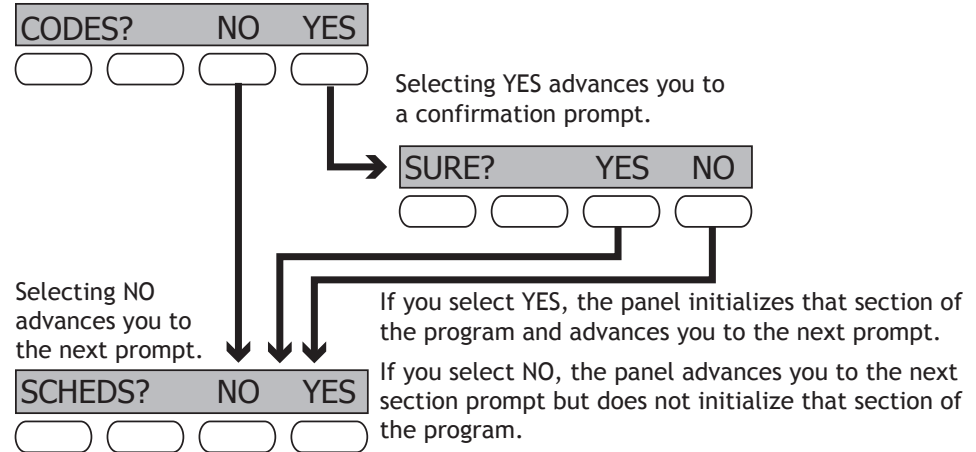 CODES? NO YES
Selecting YES advances you to
a confirmation prompt.
SURE? YES NO
Selecting NO
advances you to
the next prompt.
If you select YES, the panel initializes that section of
the program and advances you to the next prompt.
If you select NO, the panel advances you to the next
section prompt but does not initialize that section of
the program.
SCHEDS? NO YES